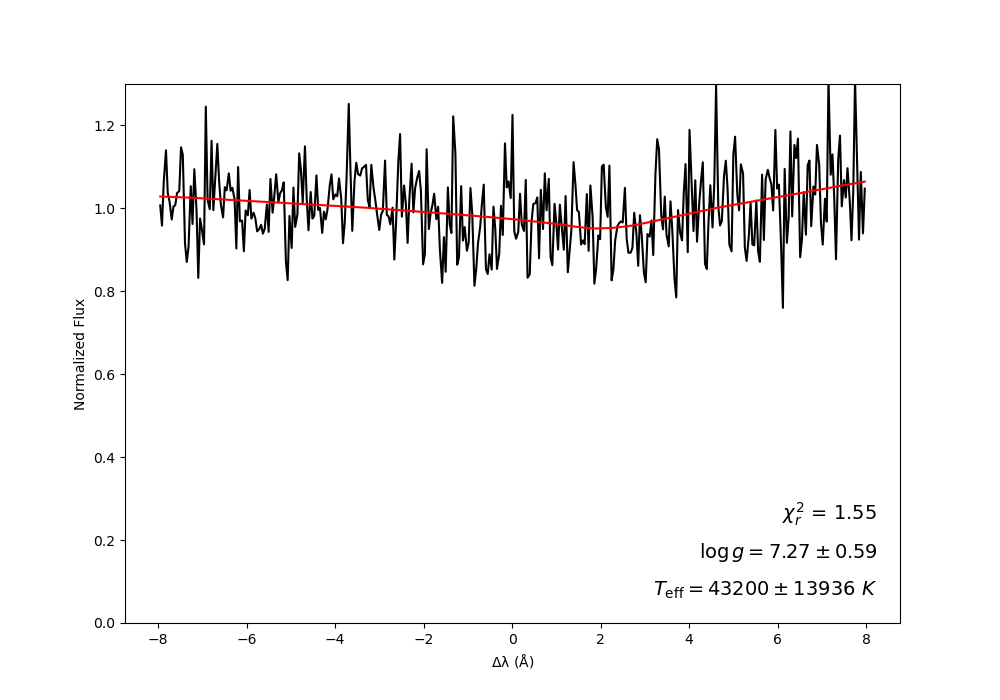 1.2
1.0
0.8
0.6
0.4
0.2
0.0
Normalized Flux
χ²ᵣ = 1.55
log g = 7.27 ± 0.59
T_eff = 43200 ± 13936 K
−8 −6 −4 −2 0 2 4 6 8
Δλ (Å)